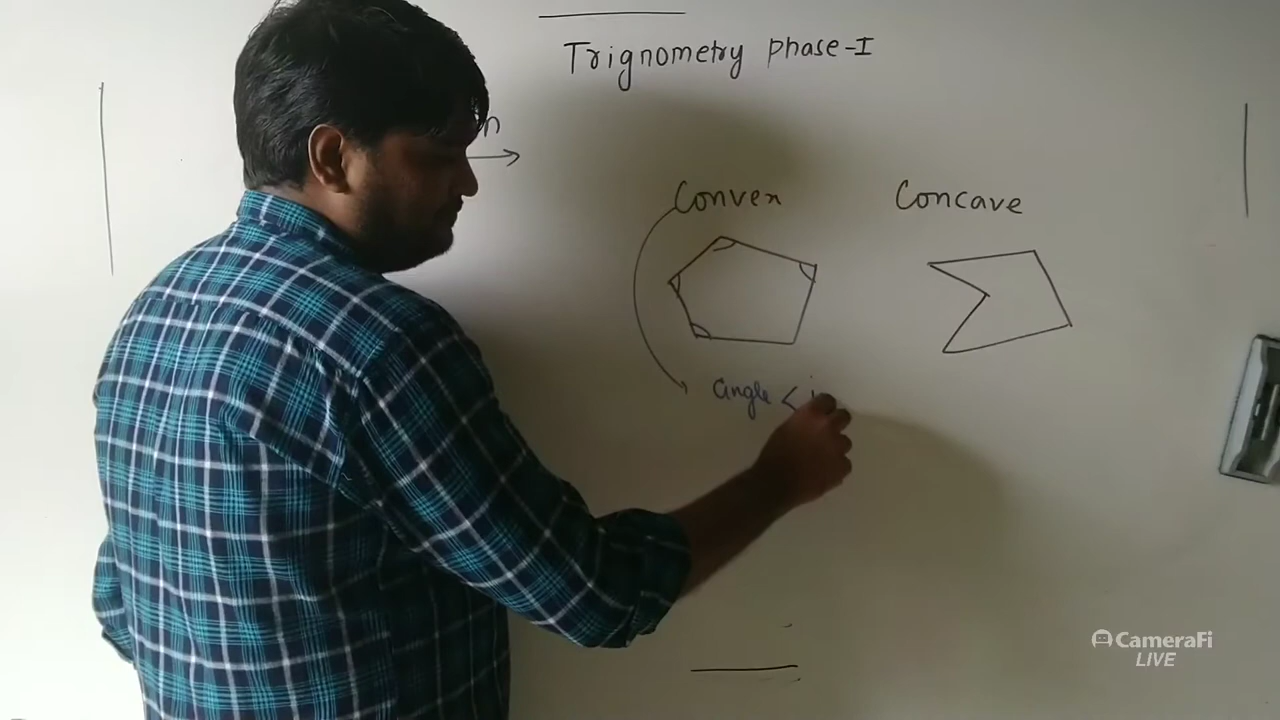 Trignometry phase-I
n
Convex Concave
angle <
CameraFi
LIVE